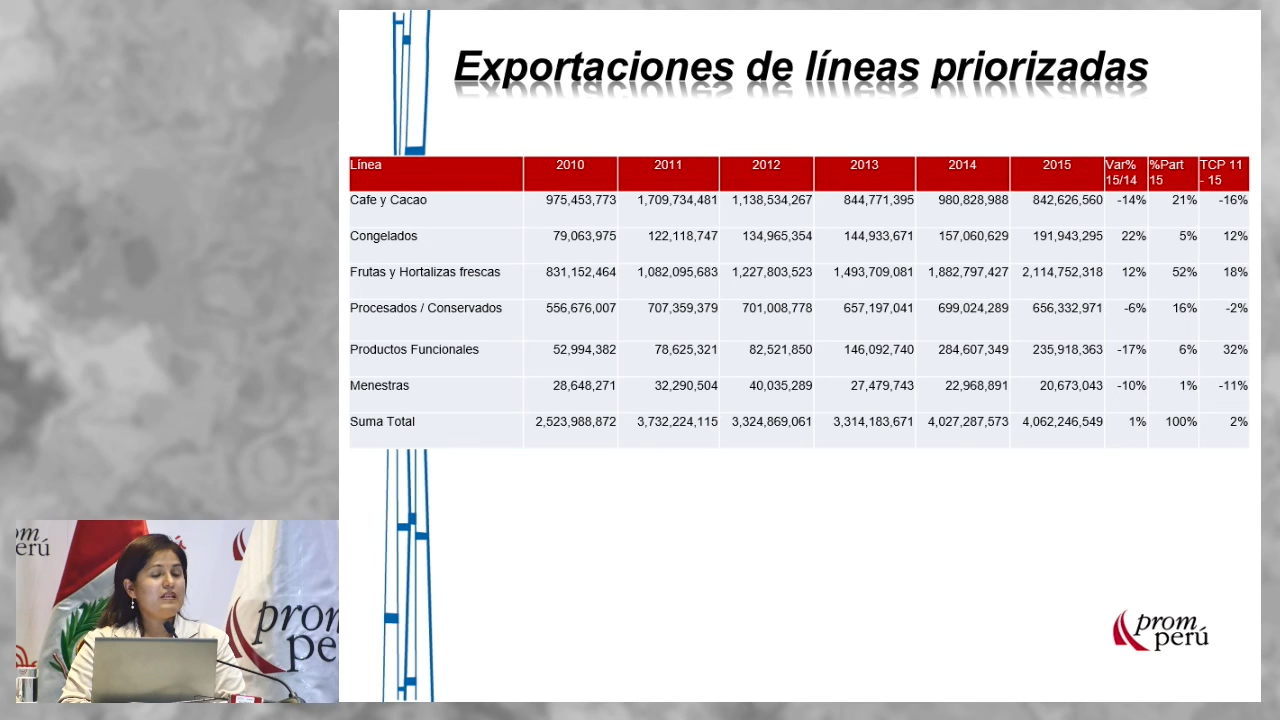 Exportaciones de líneas priorizadas
Línea 2010 2011 2012 2013 2014 2015 Var% 15/14 %Part 15 TCP 11 - 15
Cafe y Cacao 975,453,773 1,709,734,481 1,138,534,267 844,771,395 980,828,988 842,626,560 -14% 21% -16%
Congelados 79,063,975 122,118,747 134,965,354 144,933,671 157,060,629 191,943,295 22% 5% 12%
Frutas y Hortalizas frescas 831,152,464 1,082,095,683 1,227,803,523 1,493,709,081 1,882,797,427 2,114,752,318 12% 52% 18%
Procesados / Conservados 556,676,007 707,359,379 701,008,778 657,197,041 699,024,289 656,332,971 -6% 16% -2%
Productos Funcionales 52,994,382 78,625,321 82,521,850 146,092,740 284,607,349 235,918,363 -17% 6% 32%
Menestras 28,648,271 32,290,504 40,035,289 27,479,743 22,968,891 20,673,043 -10% 1% -11%
Suma Total 2,523,988,872 3,732,224,115 3,324,869,061 3,314,183,671 4,027,287,573 4,062,246,549 1% 100% 2%
om
erú
prom
pe
prom
perú